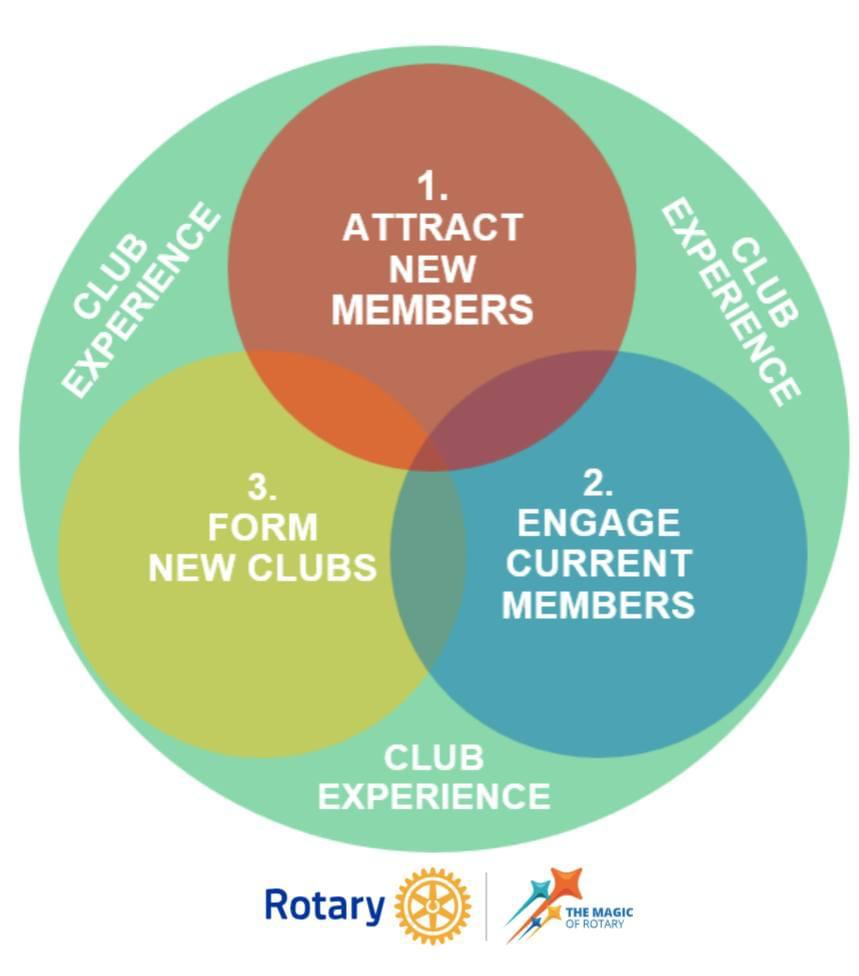 1.
ATTRACT
NEW
MEMBERS
CLUB
EXPERIENCE
CLUB
EXPERIENCE
3.
FORM
NEW CLUBS
2.
ENGAGE
CURRENT
MEMBERS
CLUB
EXPERIENCE
Rotary
THE MAGIC
OF ROTARY